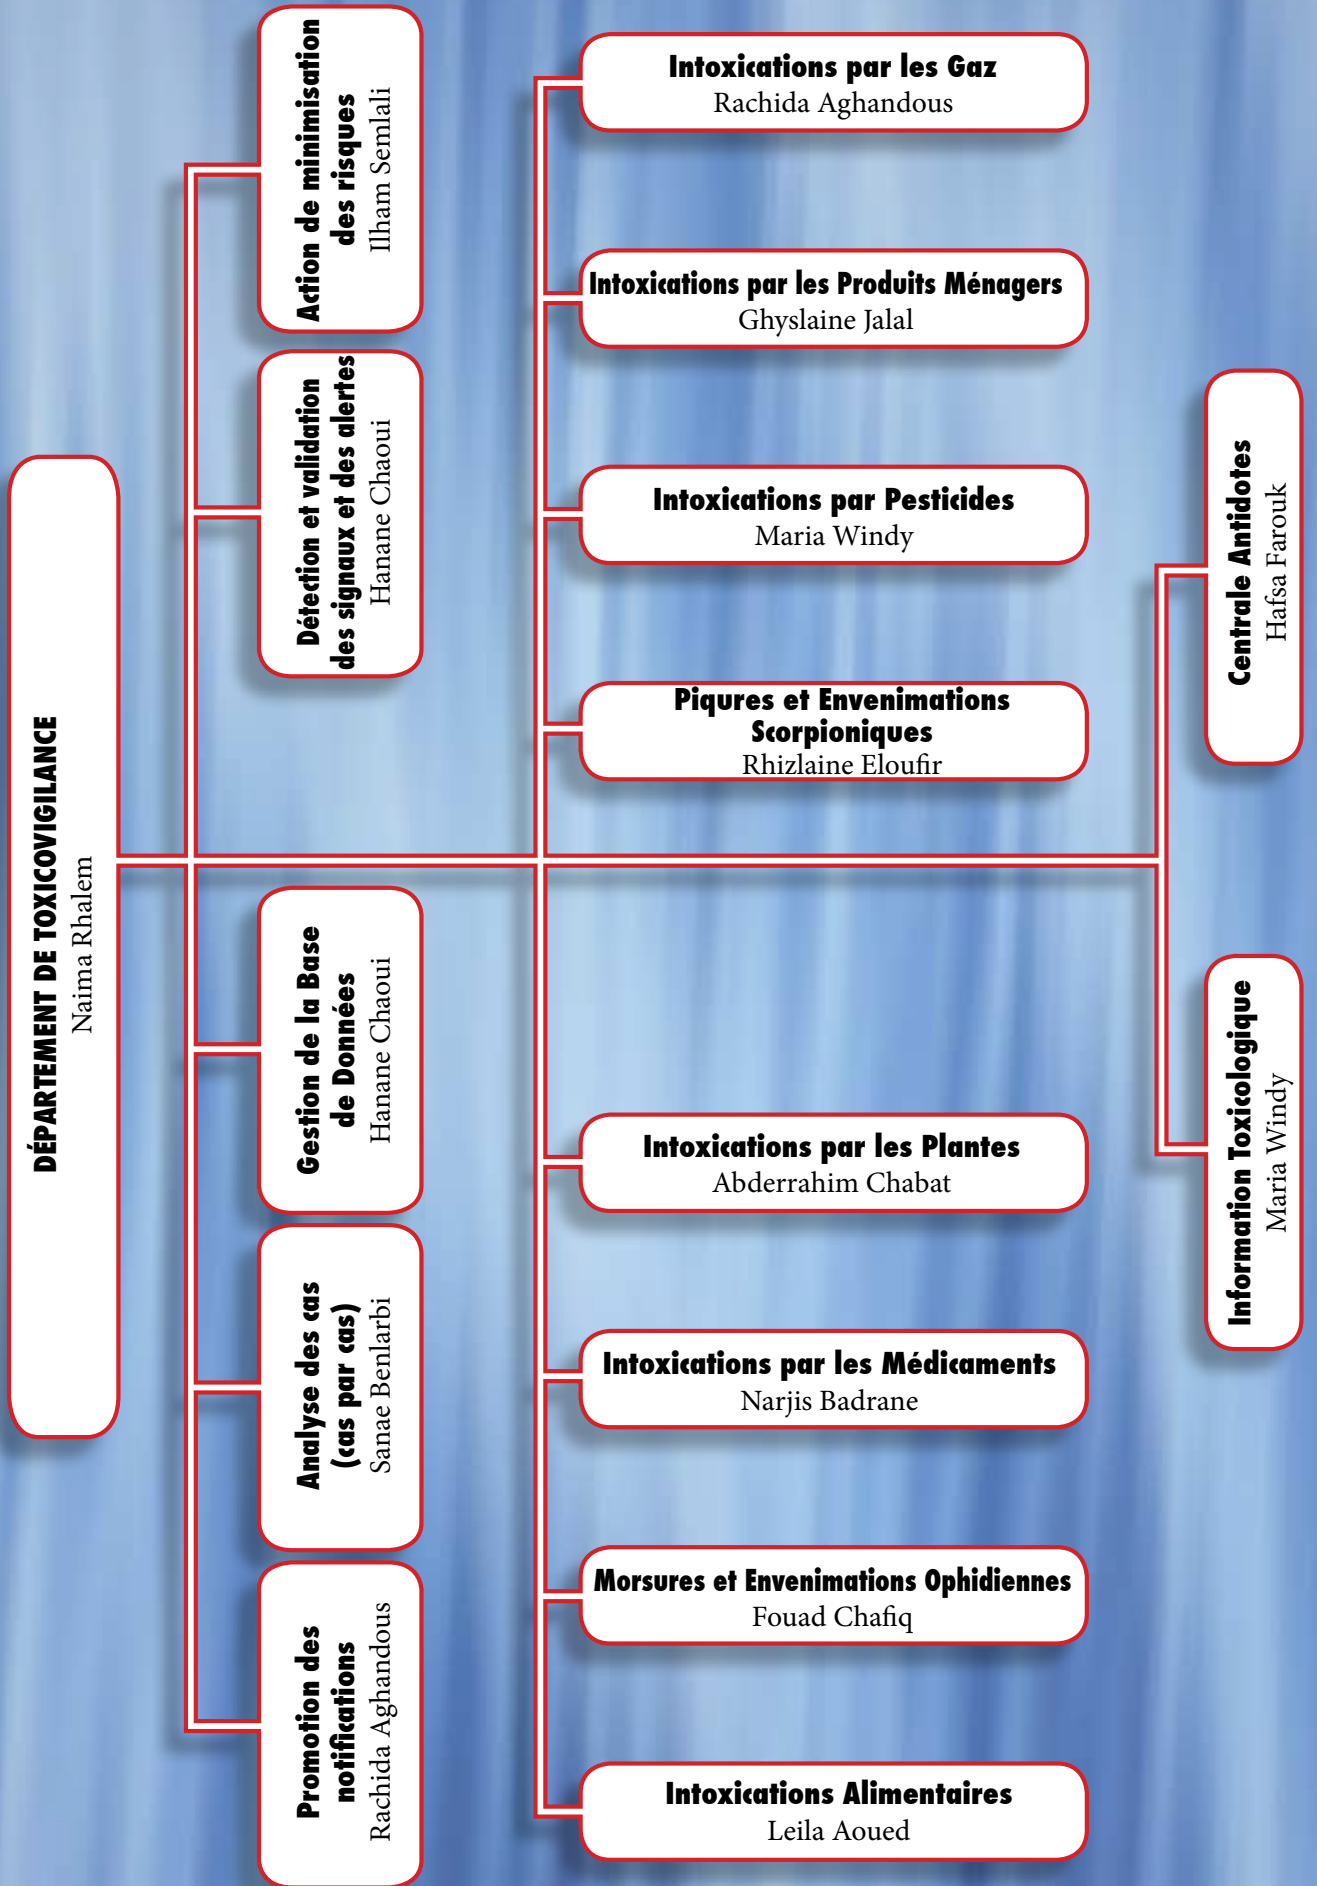 DÉPARTEMENT DE TOXICOVIGILANCE
Naima Rhalem
Promotion des
notifications
Rachida Aghandous
Analyse des cas
(cas par cas)
Sanae Benlarbi
Gestion de la Base
de Données
Hanane Chaoui
Détection et validation
des signaux et des alertes
Hanane Chaoui
Action de minimisation
des risques
Ilham Semlali
Intoxications par les Gaz
Rachida Aghandous
Intoxications par les Produits Ménagers
Ghyslaine Jalal
Intoxications par Pesticides
Maria Windy
Piqures et Envenimations
Scorpioniques
Rhizlaine Eloufir
Intoxications par les Plantes
Abderrahim Chabat
Intoxications par les Médicaments
Narjis Badrane
Morsures et Envenimations Ophidiennes
Fouad Chafiq
Intoxications Alimentaires
Leila Aoued
Information Toxicologique
Maria Windy
Centrale Antidotes
Hafsa Farouk